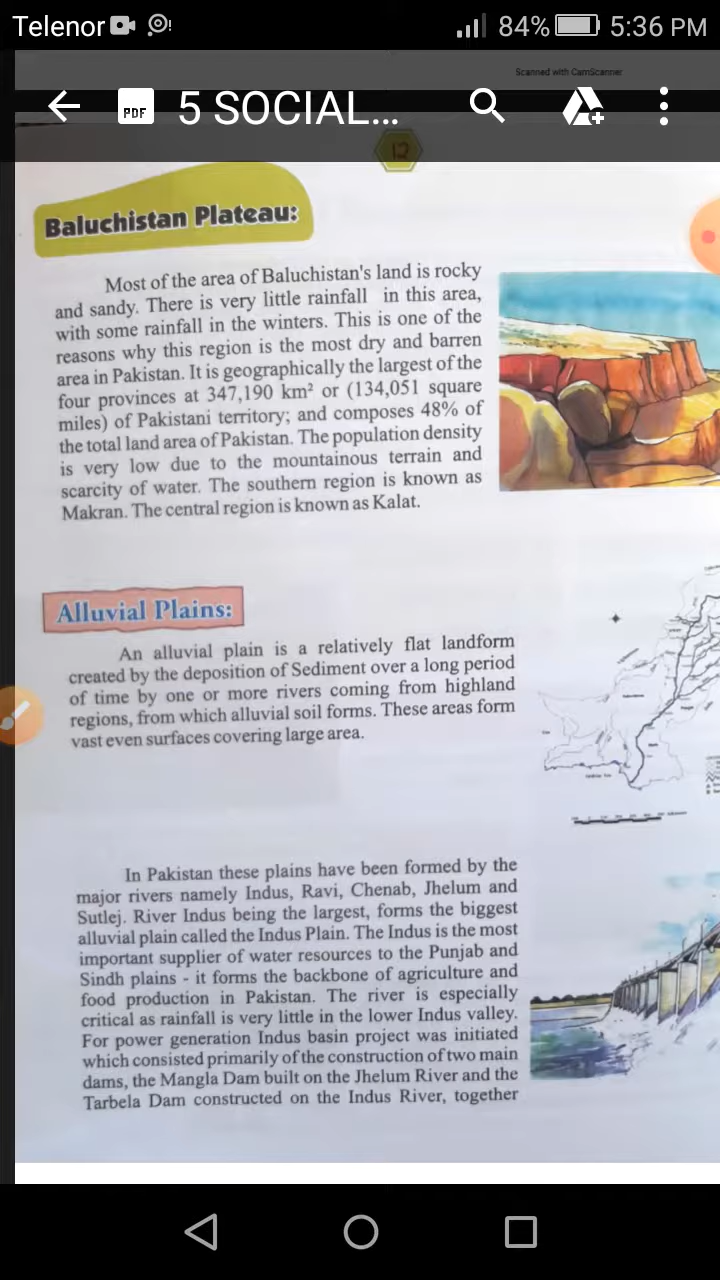 Telenor
84%
5:36 PM
Scanned with CamScanner
PDF
5 SOCIAL...
12
Baluchistan Plateau:
Most of the area of Baluchistan's land is rocky
and sandy. There is very little rainfall in this area,
with some rainfall in the winters. This is one of the
reasons why this region is the most dry and barren
area in Pakistan. It is geographically the largest of the
four provinces at 347,190 km² or (134,051 square
miles) of Pakistani territory; and composes 48% of
the total land area of Pakistan. The population density
is very low due to the mountainous terrain and
scarcity of water. The southern region is known as
Makran. The central region is known as Kalat.
Alluvial Plains:
An alluvial plain is a relatively flat landform
created by the deposition of Sediment over a long period
of time by one or more rivers coming from highland
regions, from which alluvial soil forms. These areas form
vast even surfaces covering large area.
In Pakistan these plains have been formed by the
major rivers namely Indus, Ravi, Chenab, Jhelum and
Sutlej. River Indus being the largest, forms the biggest
alluvial plain called the Indus Plain. The Indus is the most
important supplier of water resources to the Punjab and
Sindh plains - it forms the backbone of agriculture and
food production in Pakistan. The river is especially
critical as rainfall is very little in the lower Indus valley.
For power generation Indus basin project was initiated
which consisted primarily of the construction of two main
dams, the Mangla Dam built on the Jhelum River and the
Tarbela Dam constructed on the Indus River, together